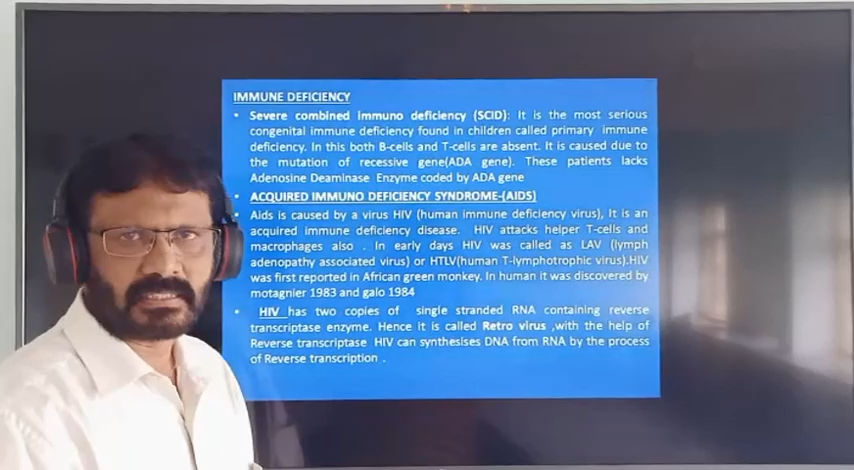 IMMUNE DEFICIENCY
• Severe combined immuno deficiency (SCID): It is the most serious
congenital immune deficiency found in children called primary immune
deficiency. In this both B-cells and T-cells are absent. It is caused due to
the mutation of recessive gene(ADA gene). These patients lacks
Adenosine Deaminase Enzyme coded by ADA gene
• ACQUIRED IMMUNO DEFICIENCY SYNDROME-(AIDS)
• Aids is caused by a virus HIV (human immune deficiency virus), It is an
acquired immune deficiency disease. HIV attacks helper T-cells and
macrophages also . In early days HIV was called as LAV (lymph
adenopathy associated virus) or HTLV(human T-lymphotrophic virus).HIV
was first reported in African green monkey. In human it was discovered by
motagnier 1983 and galo 1984
• HIV has two copies of single stranded RNA containing reverse
transcriptase enzyme. Hence it is called Retro virus ,with the help of
Reverse transcriptase HIV can synthesises DNA from RNA by the process
of Reverse transcription .